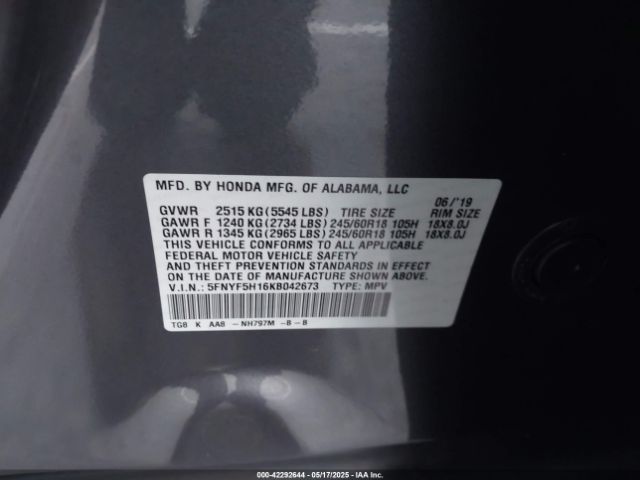 MFD. BY HONDA MFG. OF ALABAMA, LLC 06/'19
GVWR 2515 KG (5545 LBS) TIRE SIZE RIM SIZE
GAWR F 1240 KG (2734 LBS) 245/60R18 105H 18X8.0J
GAWR R 1345 KG (2965 LBS) 245/60R18 105H 18X8.0J
THIS VEHICLE CONFORMS TO ALL APPLICABLE
FEDERAL MOTOR VEHICLE SAFETY
AND THEFT PREVENTION STANDARDS IN EFFECT
ON THE DATE OF MANUFACTURE SHOWN ABOVE.
V.I.N.: 5FNYF5H16KB042673 TYPE: MPV
TG8 K AA8 -NH797M -B-B
000-42292644 - 05/17/2025 - IAA Inc.